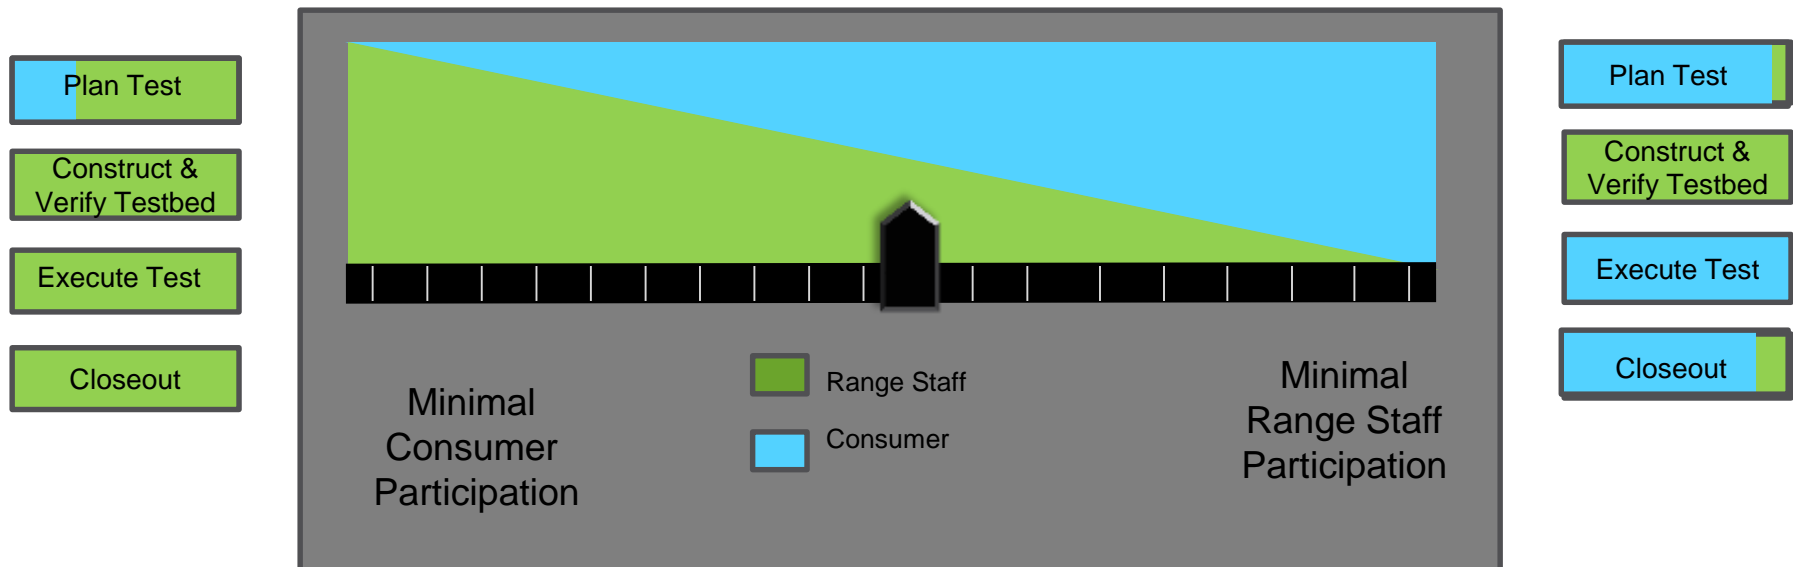 Plan Test
Construct &
Verify Testbed
Execute Test
Closeout
Minimal
Consumer
Participation
Range Staff
Consumer
Minimal
Range Staff
Participation
Plan Test
Construct &
Verify Testbed
Execute Test
Closeout